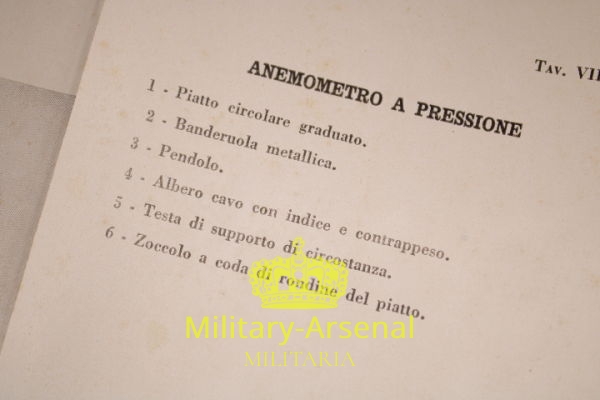 Tav. VII
ANEMOMETRO A PRESSIONE
1 - Piatto circolare graduato.
2 - Banderuola metallica.
3 - Pendolo.
4 - Albero cavo con indice e contrappeso.
5 - Testa di supporto di circostanza.
6 - Zoccolo a coda di rondine del piatto.
Military-Arsenal
MILITARIA